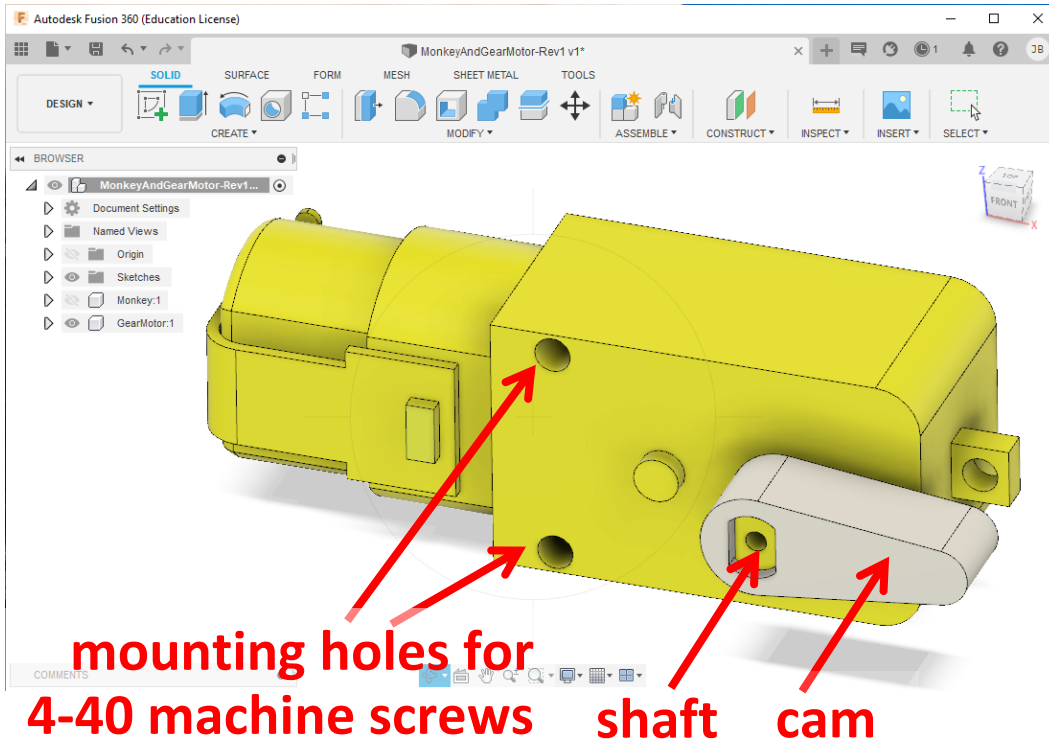 Autodesk Fusion 360 (Education License)
MonkeyAndGearMotor-Rev1 v1*
1
JB
SOLID SURFACE FORM MESH SHEET METAL TOOLS
DESIGN
CREATE MODIFY ASSEMBLE CONSTRUCT INSPECT INSERT SELECT
BROWSER
MonkeyAndGearMotor-Rev1...
Document Settings
Named Views
Origin
Sketches
Monkey:1
GearMotor:1
Z
TOP
FRONT
X
mounting holes for
4-40 machine screws
shaft
cam
COMMENTS